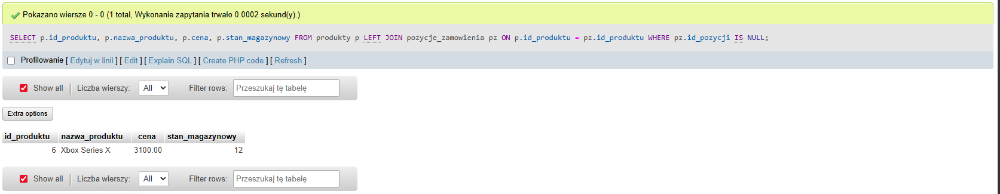 Pokazano wiersze 0 - 0 (1 total, Wykonanie zapytania trwało 0.0002 sekund(y).)
SELECT p.id_produktu, p.nazwa_produktu, p.cena, p.stan_magazynowy FROM produkty p LEFT JOIN pozycje_zamowienia pz ON p.id_produktu = pz.id_produktu WHERE pz.id_pozycji IS NULL;
Profilowanie [ Edytuj w linii ] [ Edit ] [ Explain SQL ] [ Create PHP code ] [ Refresh ]
Show all | Liczba wierszy: All Filter rows: Przeszukaj tę tabelę
Extra options
id_produktu nazwa_produktu cena stan_magazynowy
6 Xbox Series X 3100.00 12
Show all | Liczba wierszy: All Filter rows: Przeszukaj tę tabelę